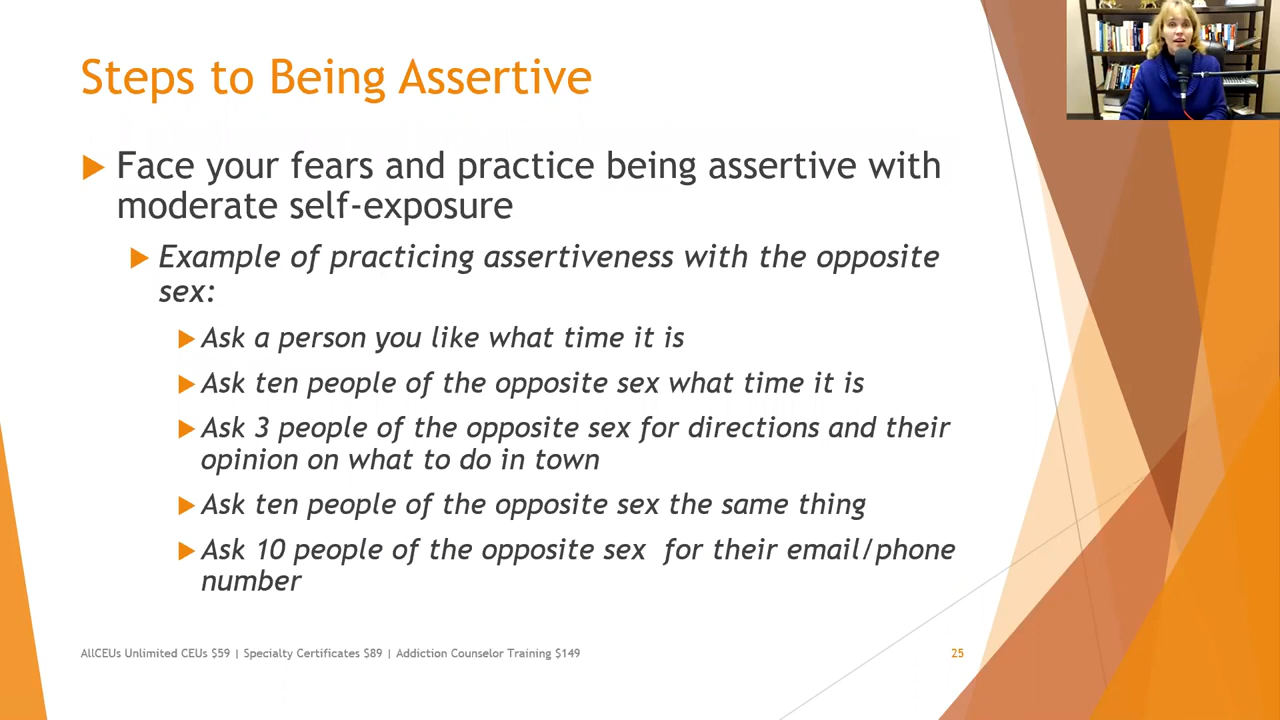 Steps to Being Assertive
Face your fears and practice being assertive with
moderate self-exposure
Example of practicing assertiveness with the opposite
sex:
Ask a person you like what time it is
Ask ten people of the opposite sex what time it is
Ask 3 people of the opposite sex for directions and their
opinion on what to do in town
Ask ten people of the opposite sex the same thing
Ask 10 people of the opposite sex  for their email/phone
number
AllCEUs Unlimited CEUs $59 | Specialty Certificates $89 | Addiction Counselor Training $149
25